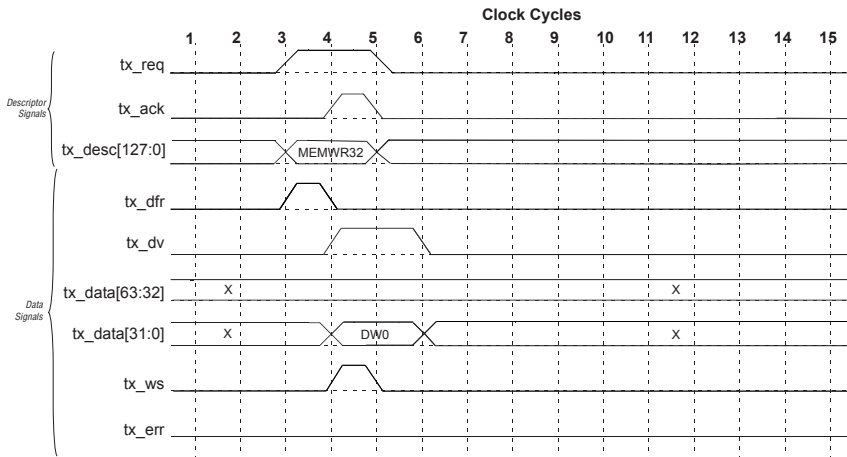 Clock Cycles
1 2 3 4 5 6 7 8 9 10 11 12 13 14 15
tx_req
Descriptor
Signals
tx_ack
tx_desc[127:0] MEMWR32
tx_dfr
tx_dv
Data
Signals
tx_data[63:32] X X
tx_data[31:0] X DW0 X
tx_ws
tx_err